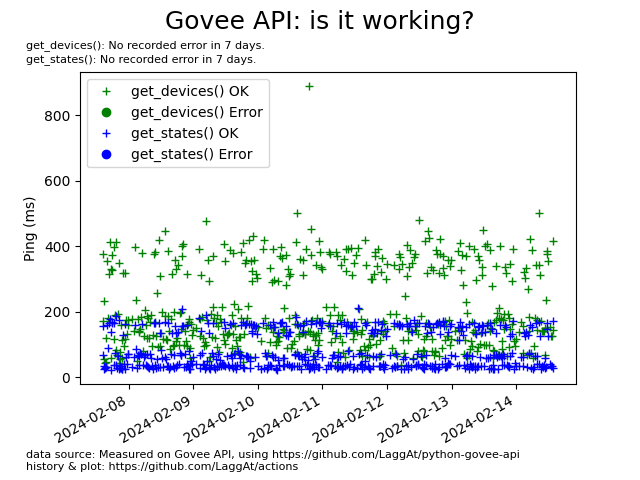 Govee API: is it working?
get_devices(): No recorded error in 7 days.
get_states(): No recorded error in 7 days.
get_devices() OK
get_devices() Error
get_states() OK
get_states() Error
Ping (ms)
800
600
400
200
0
2024-02-08
2024-02-09
2024-02-10
2024-02-11
2024-02-12
2024-02-13
2024-02-14
data source: Measured on Govee API, using https://github.com/LaggAt/python-govee-api
history & plot: https://github.com/LaggAt/actions